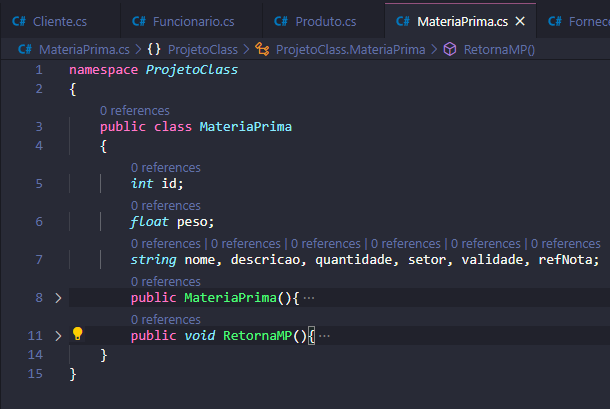 C# Cliente.cs C# Funcionario.cs C# Produto.cs C# MateriaPrima.cs × C# Fornece
C# MateriaPrima.cs > {} ProjetoClass > ProjetoClass.MateriaPrima > RetornaMP()
1 namespace ProjetoClass
2 {
0 references
3 public class MateriaPrima
4 {
0 references
5 int id;
0 references
6 float peso;
0 references | 0 references | 0 references | 0 references | 0 references | 0 references
7 string nome, descricao, quantidade, setor, validade, refNota;
0 references
8 > public MateriaPrima(){ ···
0 references
11 > public void RetornaMP(){ ···
14 }
15 }